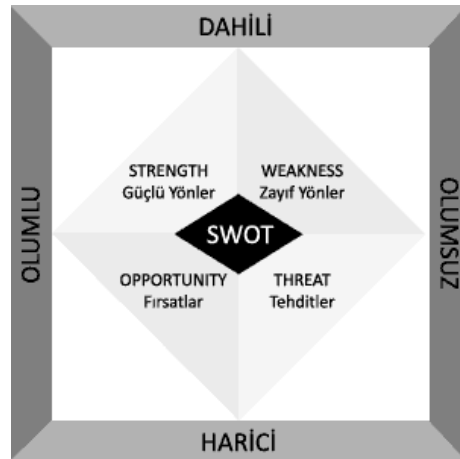 DAHİLİ
STRENGTH
Güçlü Yönler
WEAKNESS
Zayıf Yönler
OLUMLU
SWOT
OLUMSUZ
OPPORTUNITY
Fırsatlar
THREAT
Tehditler
HARİCİ